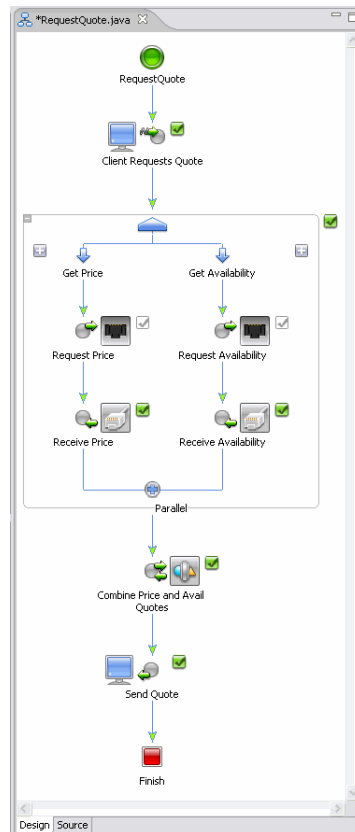 *RequestQuote.java
RequestQuote
Client Requests Quote
Get Price
Get Availability
Request Price
Request Availability
Receive Price
Receive Availability
Parallel
Combine Price and Avail
Quotes
Send Quote
Finish
Design
Source